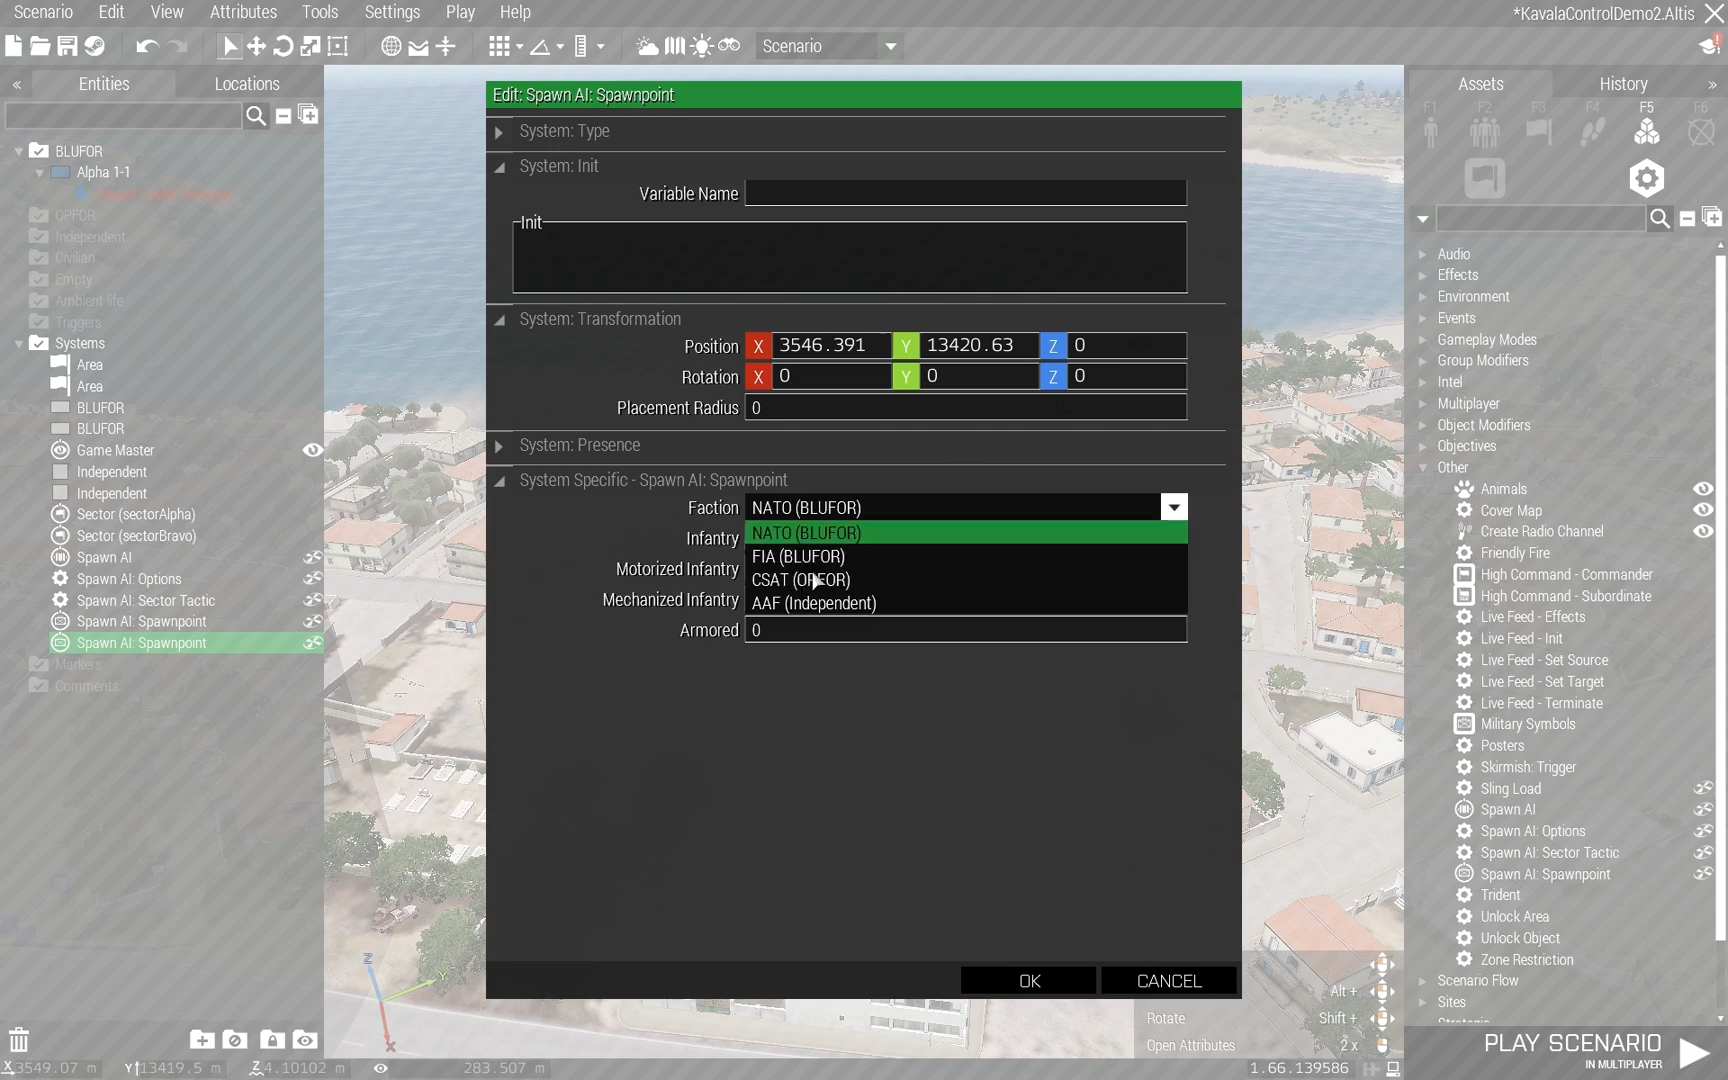 Scenario Edit View Attributes Tools Settings Play Help
*KavalaControlDemo2.Altis
Scenario
« Entities Locations
BLUFOR
Alpha 1-1
OPFOR
Independent
Civilian
Empty
Ambient life
Triggers
Systems
Area
Area
BLUFOR
BLUFOR
Game Master
Independent
Independent
Sector (sectorAlpha)
Sector (sectorBravo)
Spawn AI
Spawn AI: Options
Spawn AI: Sector Tactic
Spawn AI: Spawnpoint
Spawn AI: Spawnpoint
Markers
Comments
Edit: Spawn AI: Spawnpoint
System: Type
System: Init
Variable Name
Init
System: Transformation
Position X 3546.391 Y 13420.63 Z 0
Rotation X 0 Y 0 Z 0
Placement Radius 0
System: Presence
System Specific - Spawn AI: Spawnpoint
Faction NATO (BLUFOR)
NATO (BLUFOR)
Infantry
FIA (BLUFOR)
Motorized Infantry
CSAT (OPFOR)
Mechanized Infantry
AAF (Independent)
Armored 0
OK CANCEL
Assets History »
F1 F2 F3 F4 F5 F6
Audio
Effects
Environment
Events
Gameplay Modes
Group Modifiers
Intel
Multiplayer
Object Modifiers
Objectives
Other
Animals
Cover Map
Create Radio Channel
Friendly Fire
High Command - Commander
High Command - Subordinate
Live Feed - Effects
Live Feed - Init
Live Feed - Set Source
Live Feed - Set Target
Live Feed - Terminate
Military Symbols
Posters
Skirmish: Trigger
Sling Load
Spawn AI
Spawn AI: Options
Spawn AI: Sector Tactic
Spawn AI: Spawnpoint
Trident
Unlock Area
Unlock Object
Zone Restriction
Scenario Flow
Sites
Strategic
Z
Y
X
Alt +
Rotate Shift +
Open Attributes 2 x
PLAY SCENARIO
IN MULTIPLAYER
X 3549.07 m Y 13419.5 m Z 4.10102 m 283.507 m 1.66.139586